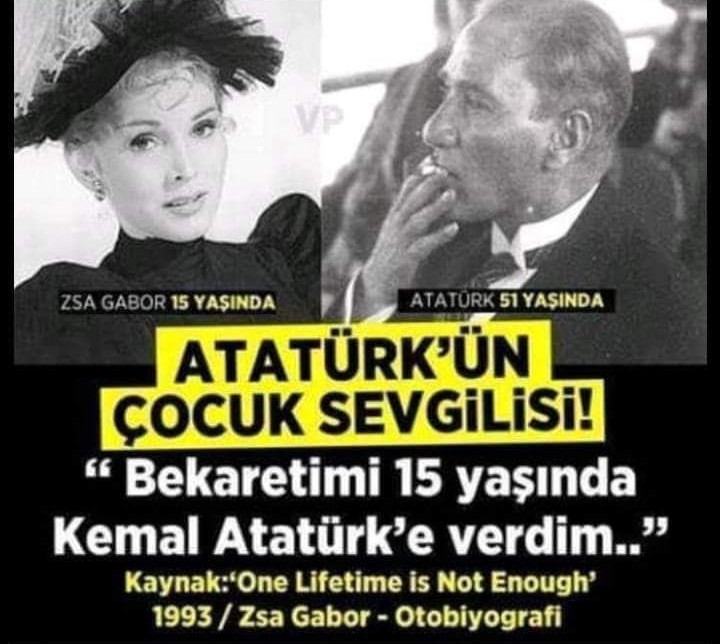 VP
ZSA GABOR 15 YAŞINDA
ATATÜRK 51 YAŞINDA
ATATÜRK’ÜN
ÇOCUK SEVGİLİSİ!
“ Bekaretimi 15 yaşında
Kemal Atatürk’e verdim..”
Kaynak:‘One Lifetime is Not Enough’
1993 / Zsa Gabor - Otobiyografi